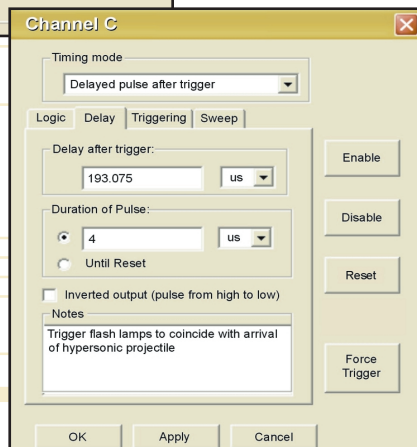 Channel C
Timing mode
Delayed pulse after trigger
Logic Delay Triggering Sweep
Delay after trigger:
193.075 us
Enable
Duration of Pulse:
4 us
Disable
Until Reset
Reset
Inverted output (pulse from high to low)
Notes
Trigger flash lamps to coincide with arrival
of hypersonic projectile
Force
Trigger
OK Apply Cancel